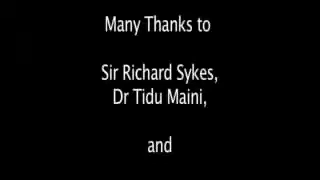 Many Thanks to
Sir Richard Sykes,
Dr Tidu Maini,
and